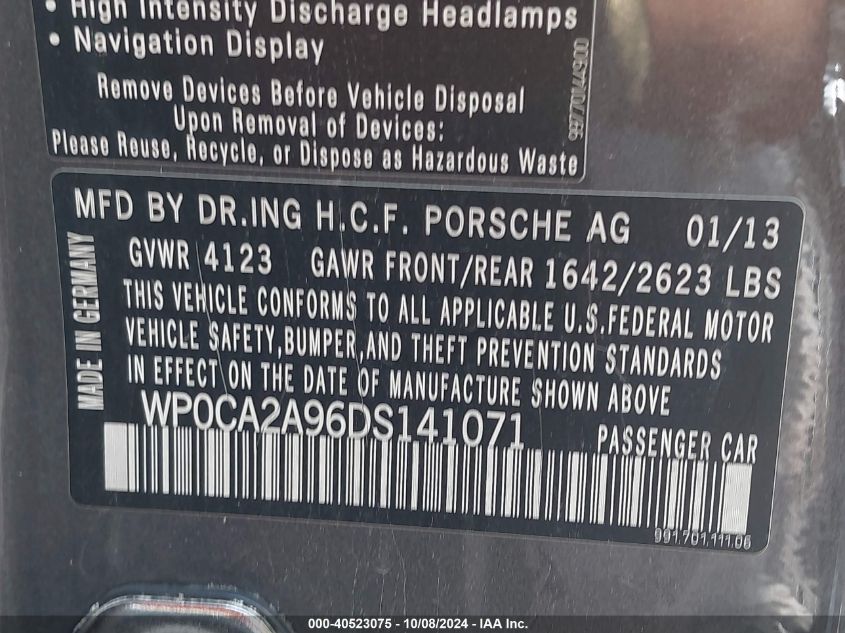 • High Intensity Discharge Headlamps
• Navigation Display
Remove Devices Before Vehicle Disposal
Upon Removal of Devices:
Please Reuse, Recycle, or Dispose as Hazardous Waste
99770144900
MFD BY DR.ING H.C.F. PORSCHE AG 01/13
GVWR 4123 GAWR FRONT/REAR 1642/2623 LBS
THIS VEHICLE CONFORMS TO ALL APPLICABLE U.S.FEDERAL MOTOR
VEHICLE SAFETY,BUMPER,AND THEFT PREVENTION STANDARDS
IN EFFECT ON THE DATE OF MANUFACTURE SHOWN ABOVE
MADE IN GERMANY
WP0CA2A96DS141071 PASSENGER CAR
991.701.111.06
000-40523075 - 10/08/2024 - IAA Inc.